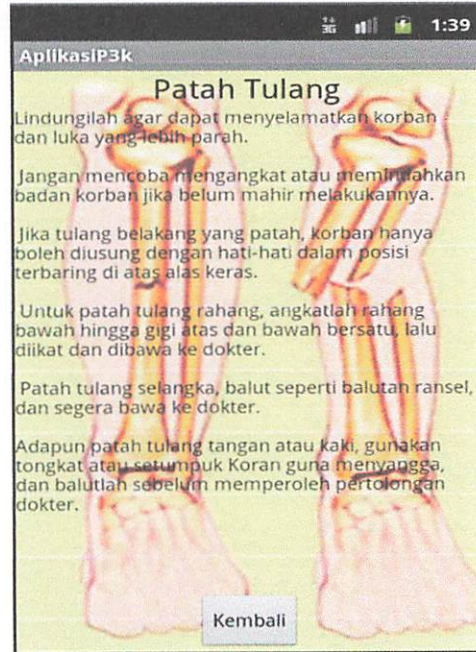 3G 1:39
AplikasiP3k
Patah Tulang
Lindungilah agar dapat menyelamatkan korban
dan luka yang lebih parah.
Jangan mencoba mengangkat atau memindahkan
badan korban jika belum mahir melakukannya.
Jika tulang belakang yang patah, korban hanya
boleh diusung dengan hati-hati dalam posisi
terbaring di atas alas keras.
Untuk patah tulang rahang, angkatlah rahang
bawah hingga gigi atas dan bawah bersatu, lalu
diikat dan dibawa ke dokter.
Patah tulang selangka, balut seperti balutan ransel,
dan segera bawa ke dokter.
Adapun patah tulang tangan atau kaki, gunakan
tongkat atau setumpuk Koran guna menyangga,
dan balutlah sebelum memperoleh pertolongan
dokter.
Kembali